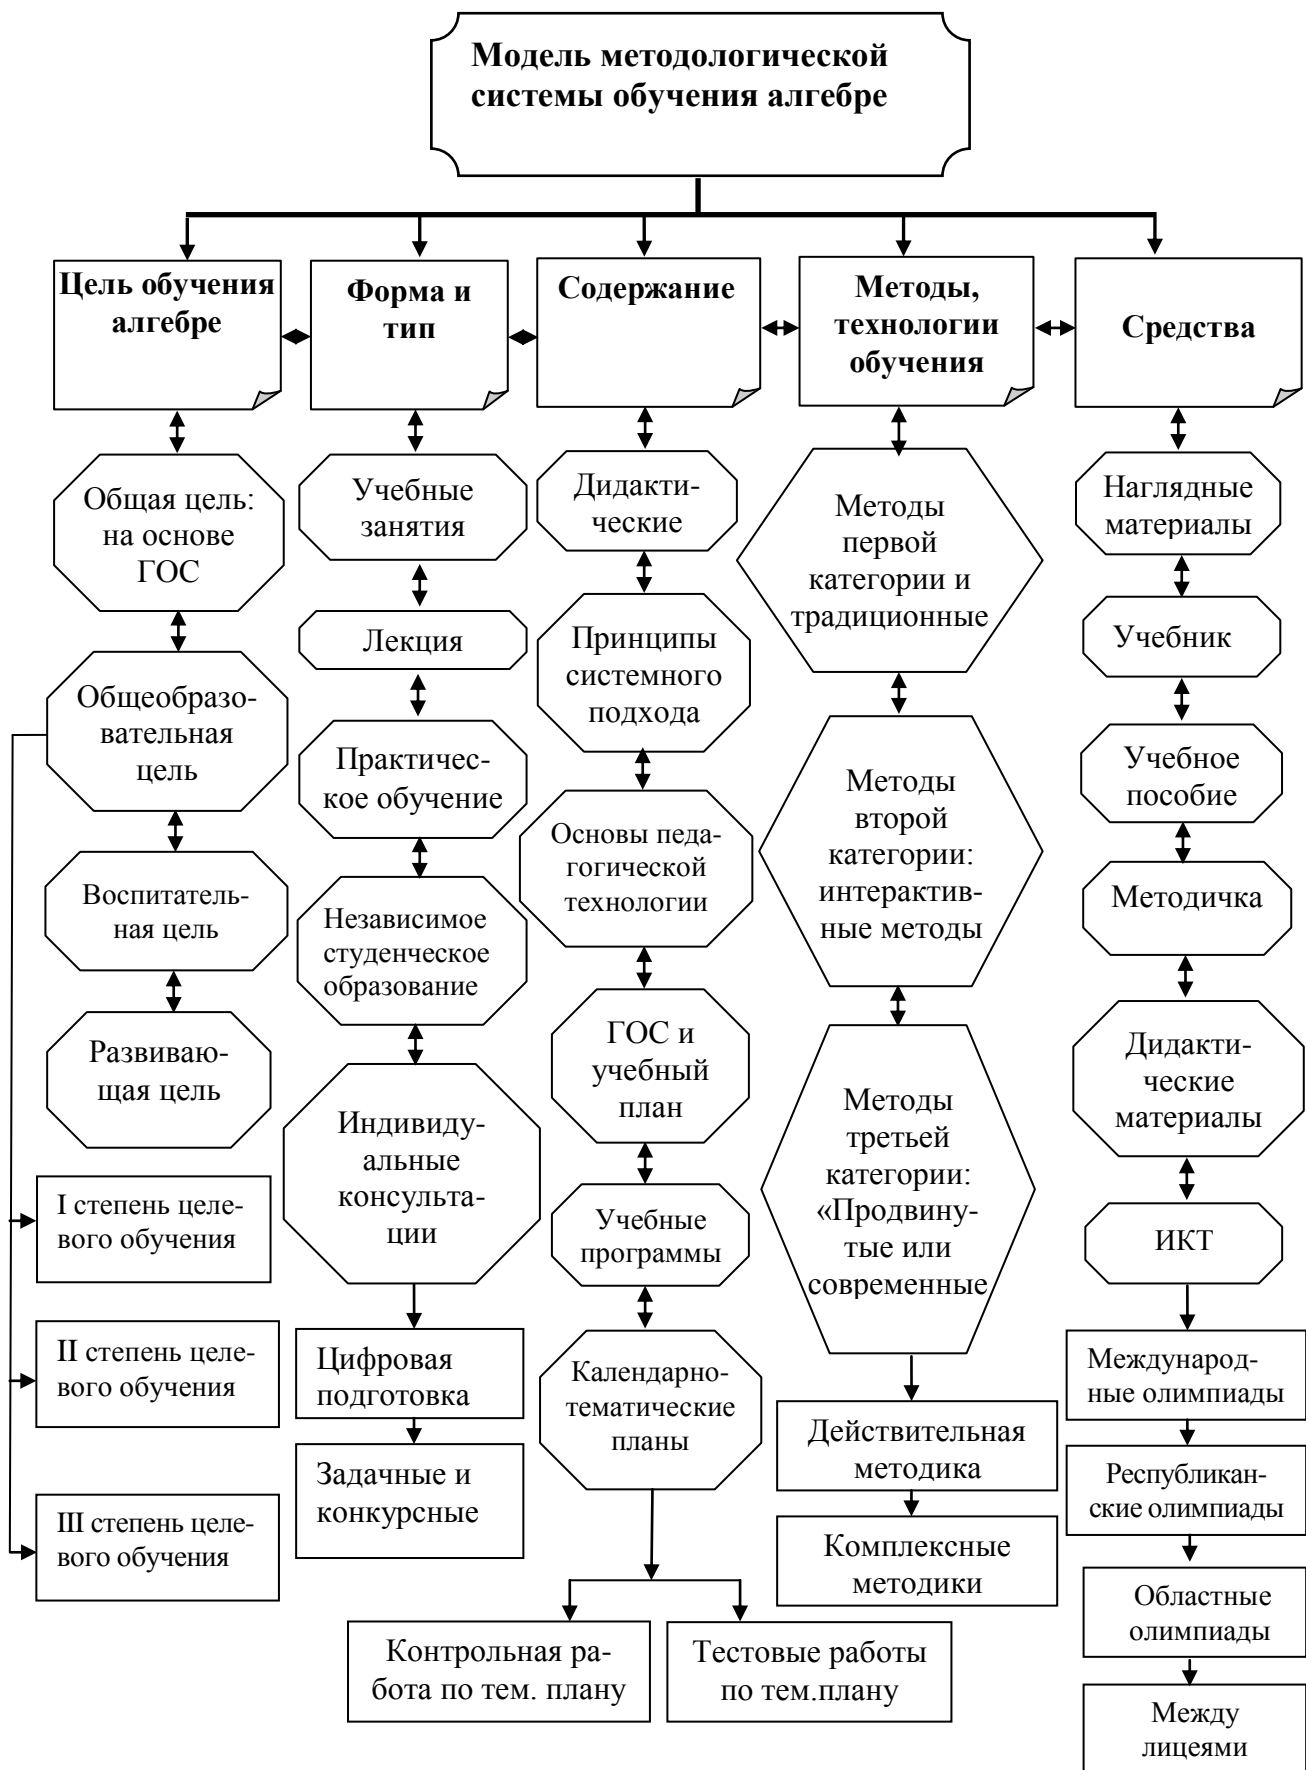 Модель методологической
системы обучения алгебре
Цель обучения
алгебре
Форма и
тип
Содержание
Методы,
технологии
обучения
Средства
Общая цель:
на основе
ГОС
Общеобразо-
вательная
цель
Воспитатель-
ная цель
Развиваю-
щая цель
I степень целе-
вого обучения
II степень целе-
вого обучения
III степень целе-
вого обучения
Учебные
занятия
Лекция
Практичес-
кое обучение
Независимое
студенческое
образование
Индивиду-
альные
консульта-
ции
Цифровая
подготовка
Задачные и
конкурсные
Дидакти-
ческие
Принципы
системного
подхода
Основы педа-
гогической
технологии
ГОС и
учебный
план
Учебные
программы
Календарно-
тематические
планы
Контрольная ра-
бота по тем. плану
Тестовые работы
по тем.плану
Методы
первой
категории и
традиционные
Методы
второй
категории:
интерактив-
ные методы
Методы
третьей
категории:
«Продвину-
тые или
современные
Действительная
методика
Комплексные
методики
Наглядные
материалы
Учебник
Учебное
пособие
Методичка
Дидакти-
ческие
материалы
ИКТ
Международ-
ные олимпиады
Республикан-
ские олимпиады
Областные
олимпиады
Между
лицеями